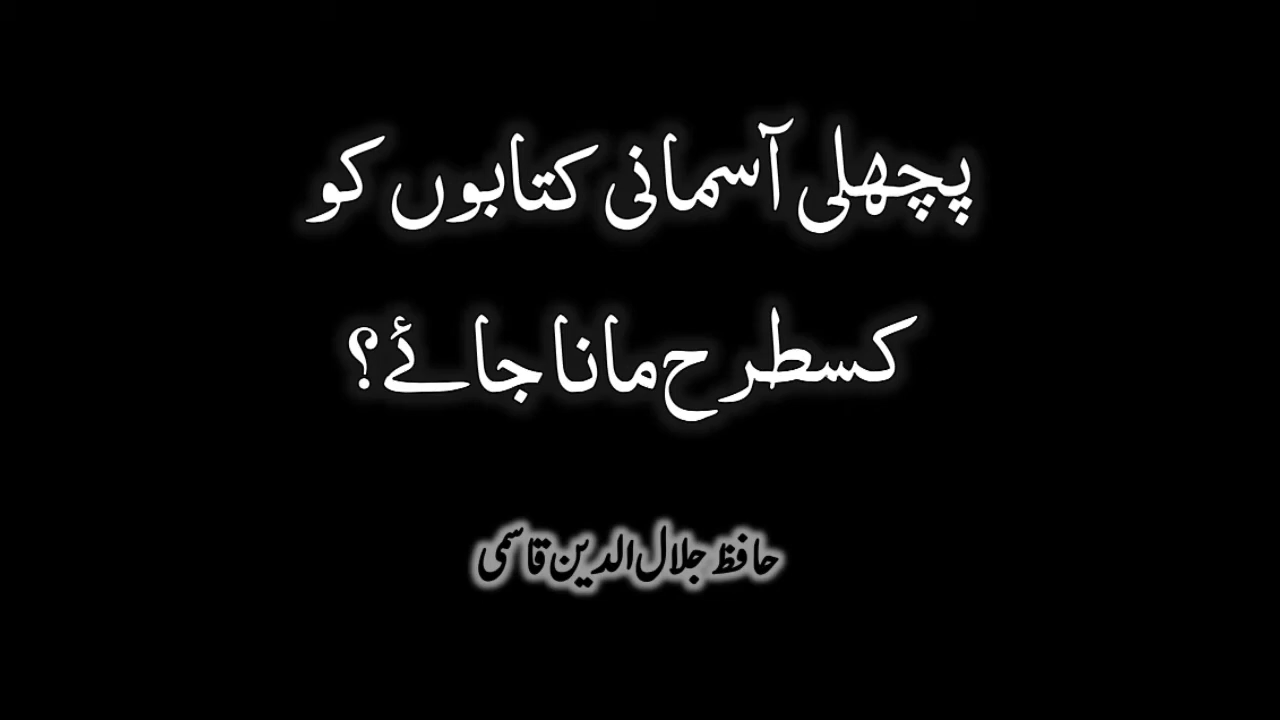 پچھلی آسمانی کتابوں کو
کسطرح مانا جائے؟
حافظ جلال الدین قاسمی